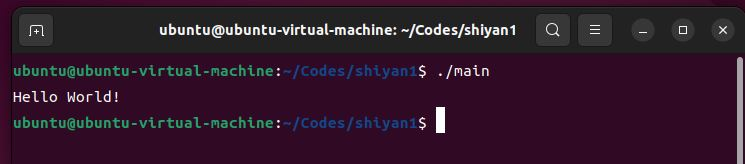 ubuntu@ubuntu-virtual-machine: ~/Codes/shiyan1
ubuntu@ubuntu-virtual-machine:~/Codes/shiyan1$ ./main
Hello World!
ubuntu@ubuntu-virtual-machine:~/Codes/shiyan1$